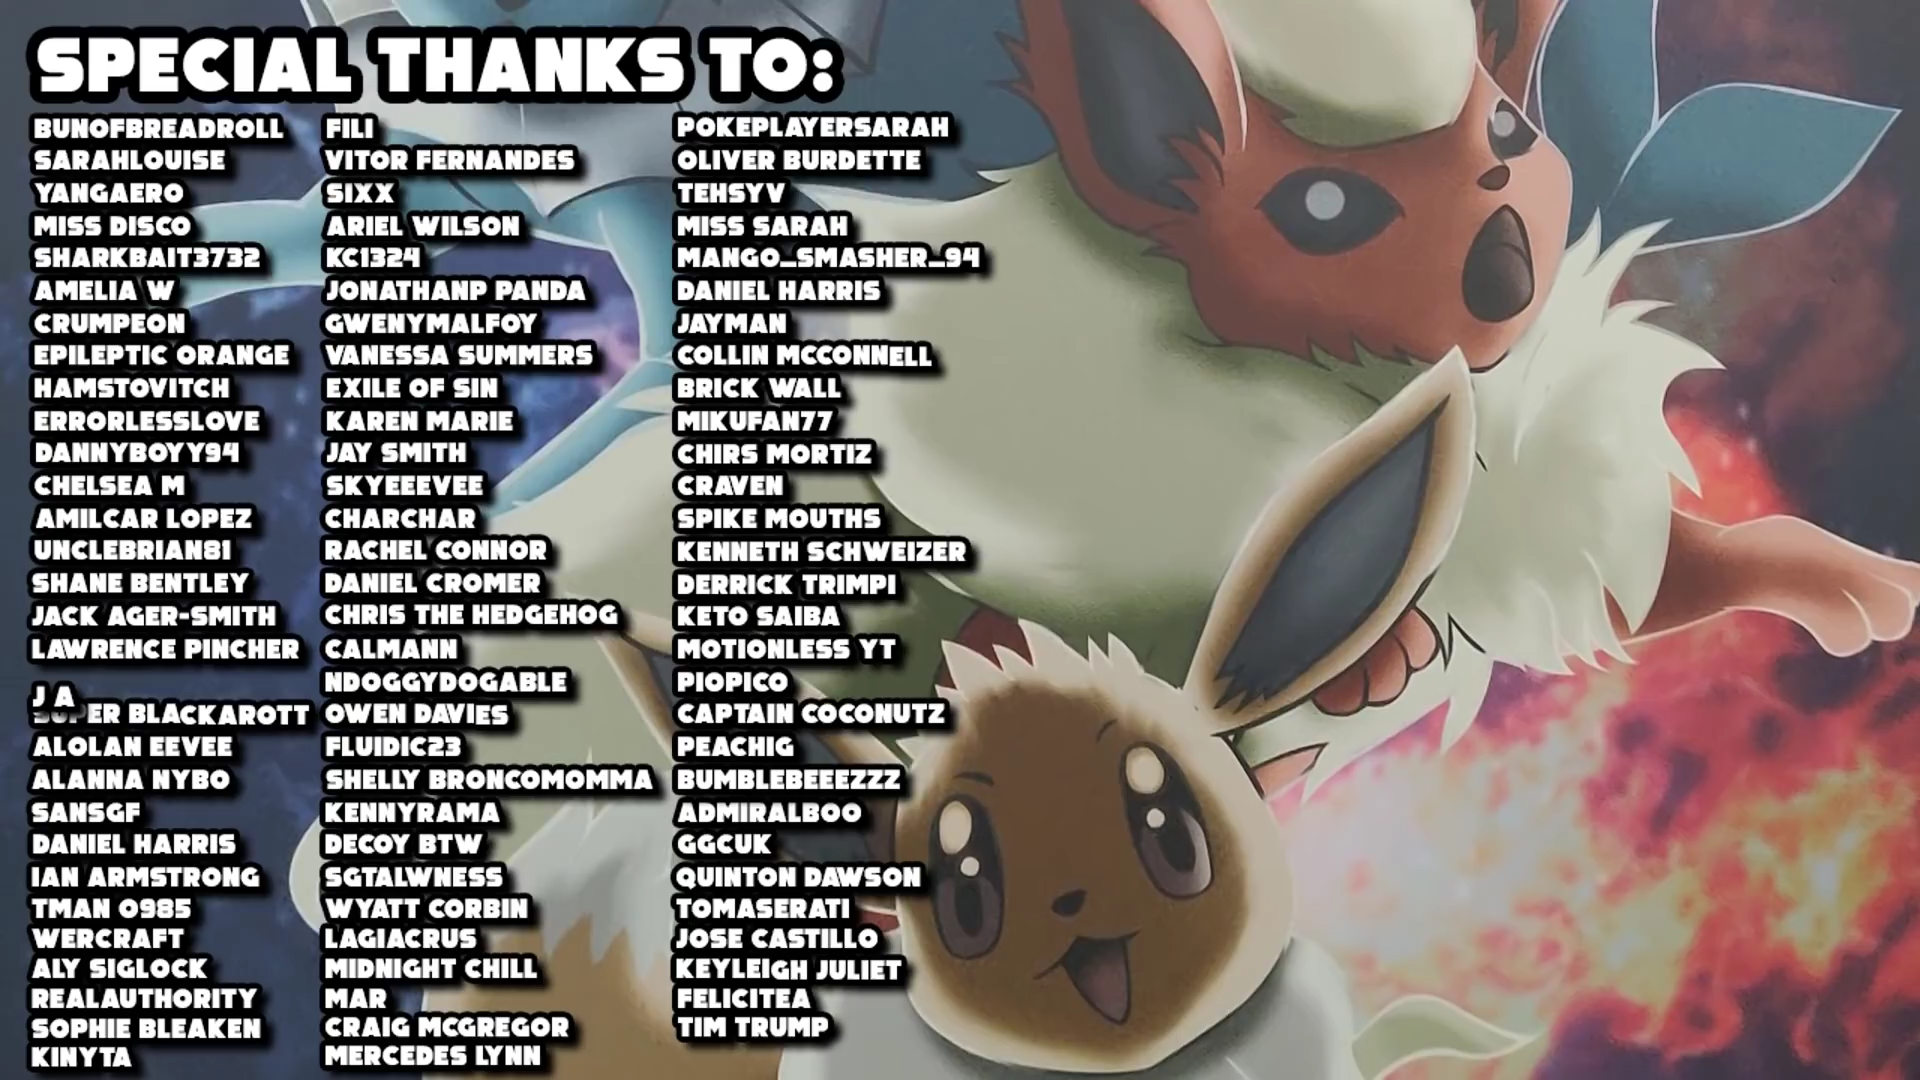 SPECIAL THANKS TO:
BUNOFBREADROLL
SARAHLOUISE
YANGAERO
MISS DISCO
SHARKBAIT3732
AMELIA W
CRUMPEON
EPILEPTIC ORANGE
HAMSTOVITCH
ERRORLESSLOVE
DANNYBOYY94
CHELSEA M
AMILCAR LOPEZ
UNCLEBRIAN81
SHANE BENTLEY
JACK AGER-SMITH
LAWRENCE PINCHER
J A
BLACKAROTT
ALOLAN EEVEE
ALANNA NYBO
SANSGF
DANIEL HARRIS
IAN ARMSTRONG
TMAN 0985
WERCRAFT
ALY SIGLOCK
REALAUTHORITY
SOPHIE BLEAKEN
KINYTA
FILI
VITOR FERNANDES
SIXX
ARIEL WILSON
KC1324
JONATHANP PANDA
GWENYMALFOY
VANESSA SUMMERS
EXILE OF SIN
KAREN MARIE
JAY SMITH
SKYEEEVEE
CHARCHAR
RACHEL CONNOR
DANIEL CROMER
CHRIS THE HEDGEHOG
CALMANN
NDOGGYDOGABLE
OWEN DAVIES
FLUIDIC23
SHELLY BRONCOMOMMA
KENNYRAMA
DECOY BTW
SGTALWNESS
WYATT CORBIN
LAGIACRUS
MIDNIGHT CHILL
MAR
CRAIG MCGREGOR
MERCEDES LYNN
POKEPLAYERSARAH
OLIVER BURDETTE
TEHSYV
MISS SARAH
MANGO_SMASHER_94
DANIEL HARRIS
JAYMAN
COLLIN MCCONNELL
BRICK WALL
MIKUFAN77
CHIRS MORTIZ
CRAVEN
SPIKE MOUTHS
KENNETH SCHWEIZER
DERRICK TRIMPI
KETO SAIBA
MOTIONLESS YT
PIOPICO
CAPTAIN COCONUTZ
PEACHIG
BUMBLEBEEEZZZ
ADMIRALBOO
GGCUK
QUINTON DAWSON
TOMASERATI
JOSE CASTILLO
KEYLEIGH JULIET
FELICITEA
TIM TRUMP